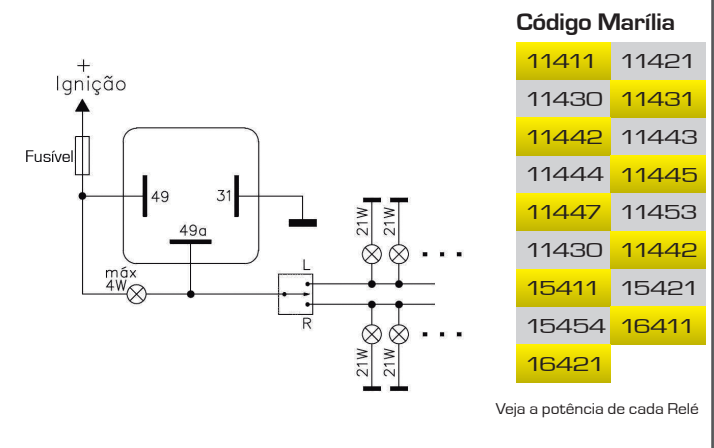 +
Ignição
Fusível
49
31
49a
máx
4W
L
R
21W
21W
21W
21W
Código Marília
11411 11421
11430 11431
11442 11443
11444 11445
11447 11453
11430 11442
15411 15421
15454 16411
16421
Veja a potência de cada Relé